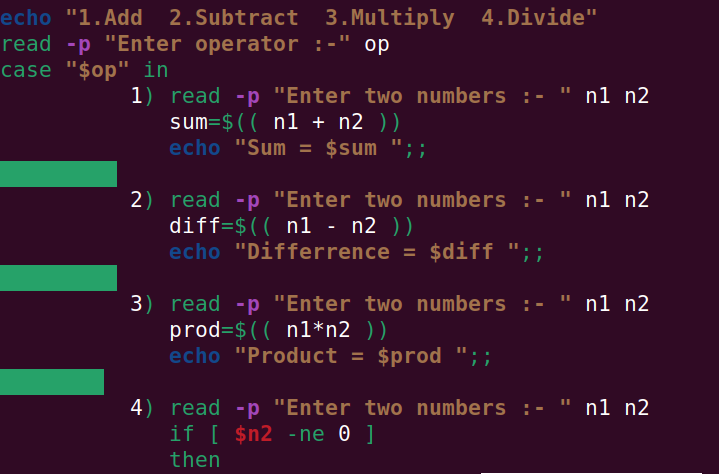 echo "1.Add  2.Subtract  3.Multiply  4.Divide"
read -p "Enter operator :-" op
case "$op" in
          1) read -p "Enter two numbers :- " n1 n2
             sum=$(( n1 + n2 ))
             echo "Sum = $sum ";;
          2) read -p "Enter two numbers :- " n1 n2
             diff=$(( n1 - n2 ))
             echo "Differrence = $diff ";;
          3) read -p "Enter two numbers :- " n1 n2
             prod=$(( n1*n2 ))
             echo "Product = $prod ";;
          4) read -p "Enter two numbers :- " n1 n2
             if [ $n2 -ne 0 ]
             then